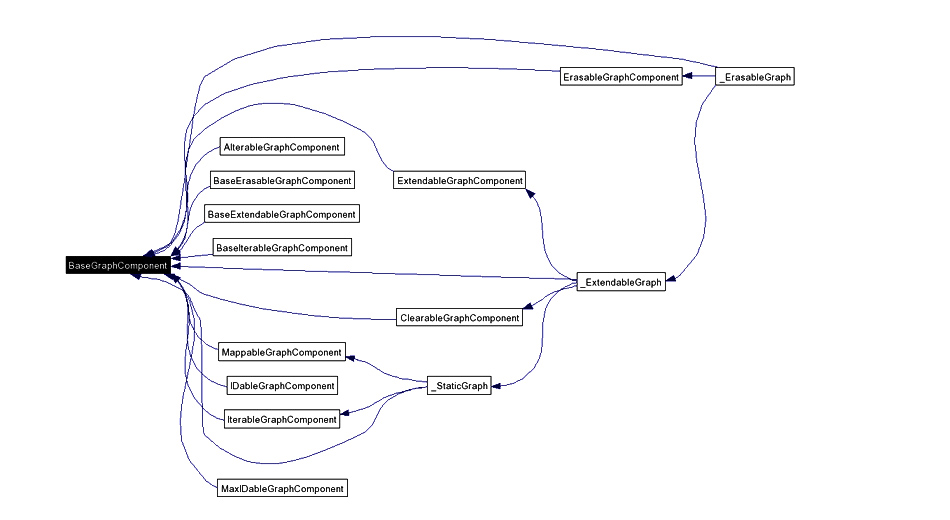 _ErasableGraph
ErasableGraphComponent
AlterableGraphComponent
BaseErasableGraphComponent
ExtendableGraphComponent
BaseExtendableGraphComponent
BaseIterableGraphComponent
BaseGraphComponent
_ExtendableGraph
ClearableGraphComponent
MappableGraphComponent
IDableGraphComponent
_StaticGraph
IterableGraphComponent
MaxIDableGraphComponent